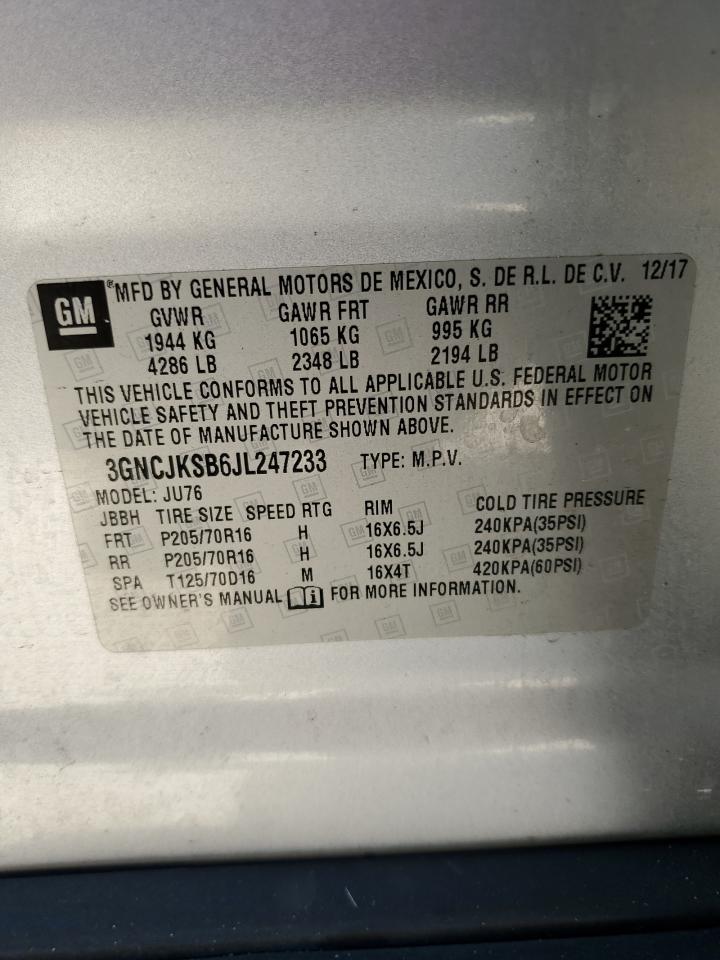 GM ®MFD BY GENERAL MOTORS DE MEXICO, S. DE R.L. DE C.V. 12/17
GVWR GAWR FRT GAWR RR
1944 KG 1065 KG 995 KG
4286 LB 2348 LB 2194 LB
THIS VEHICLE CONFORMS TO ALL APPLICABLE U.S. FEDERAL MOTOR
VEHICLE SAFETY AND THEFT PREVENTION STANDARDS IN EFFECT ON
THE DATE OF MANUFACTURE SHOWN ABOVE.
3GNCJKSB6JL247233 TYPE: M.P.V.
MODEL: JU76
JBBH TIRE SIZE SPEED RTG RIM COLD TIRE PRESSURE
FRT P205/70R16 H 16X6.5J 240KPA(35PSI)
RR P205/70R16 H 16X6.5J 240KPA(35PSI)
SPA T125/70D16 M 16X4T 420KPA(60PSI)
SEE OWNER'S MANUAL i FOR MORE INFORMATION.